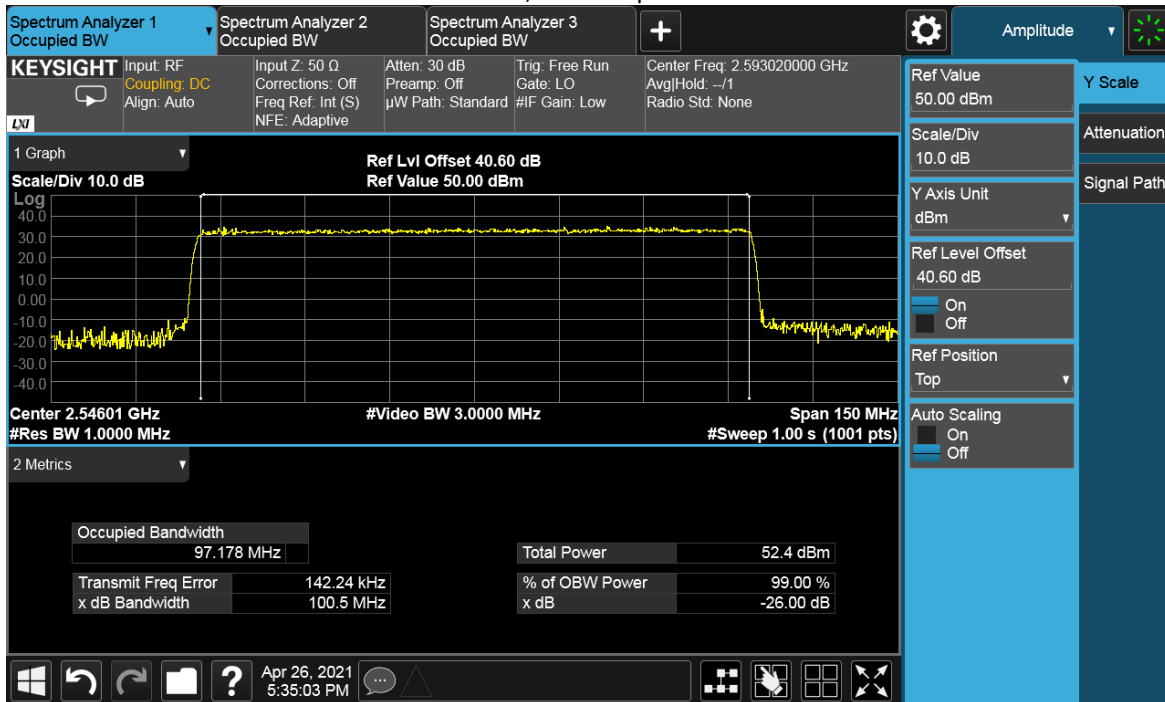 Spectrum Analyzer 1
Occupied BW
Spectrum Analyzer 2
Occupied BW
Spectrum Analyzer 3
Occupied BW
+
Amplitude
KEYSIGHT
LXI
Input: RF
Coupling: DC
Align: Auto
Input Z: 50 Ω
Corrections: Off
Freq Ref: Int (S)
NFE: Adaptive
Atten: 30 dB
Preamp: Off
µW Path: Standard
Trig: Free Run
Gate: LO
#IF Gain: Low
Center Freq: 2.593020000 GHz
Avg|Hold: --/1
Radio Std: None
1 Graph
Scale/Div 10.0 dB
Ref Lvl Offset 40.60 dB
Ref Value 50.00 dBm
Log
40.0
30.0
20.0
10.0
0.00
-10.0
-20.0
-30.0
-40.0
Center 2.54601 GHz
#Res BW 1.0000 MHz
#Video BW 3.0000 MHz
Span 150 MHz
#Sweep 1.00 s (1001 pts)
2 Metrics
Occupied Bandwidth
97.178 MHz
Total Power 52.4 dBm
Transmit Freq Error 142.24 kHz
% of OBW Power 99.00 %
x dB Bandwidth 100.5 MHz
x dB -26.00 dB
Ref Value
50.00 dBm
Scale/Div
10.0 dB
Y Axis Unit
dBm
Ref Level Offset
40.60 dB
On
Off
Ref Position
Top
Auto Scaling
On
Off
Y Scale
Attenuation
Signal Path
?
Apr 26, 2021
5:35:03 PM